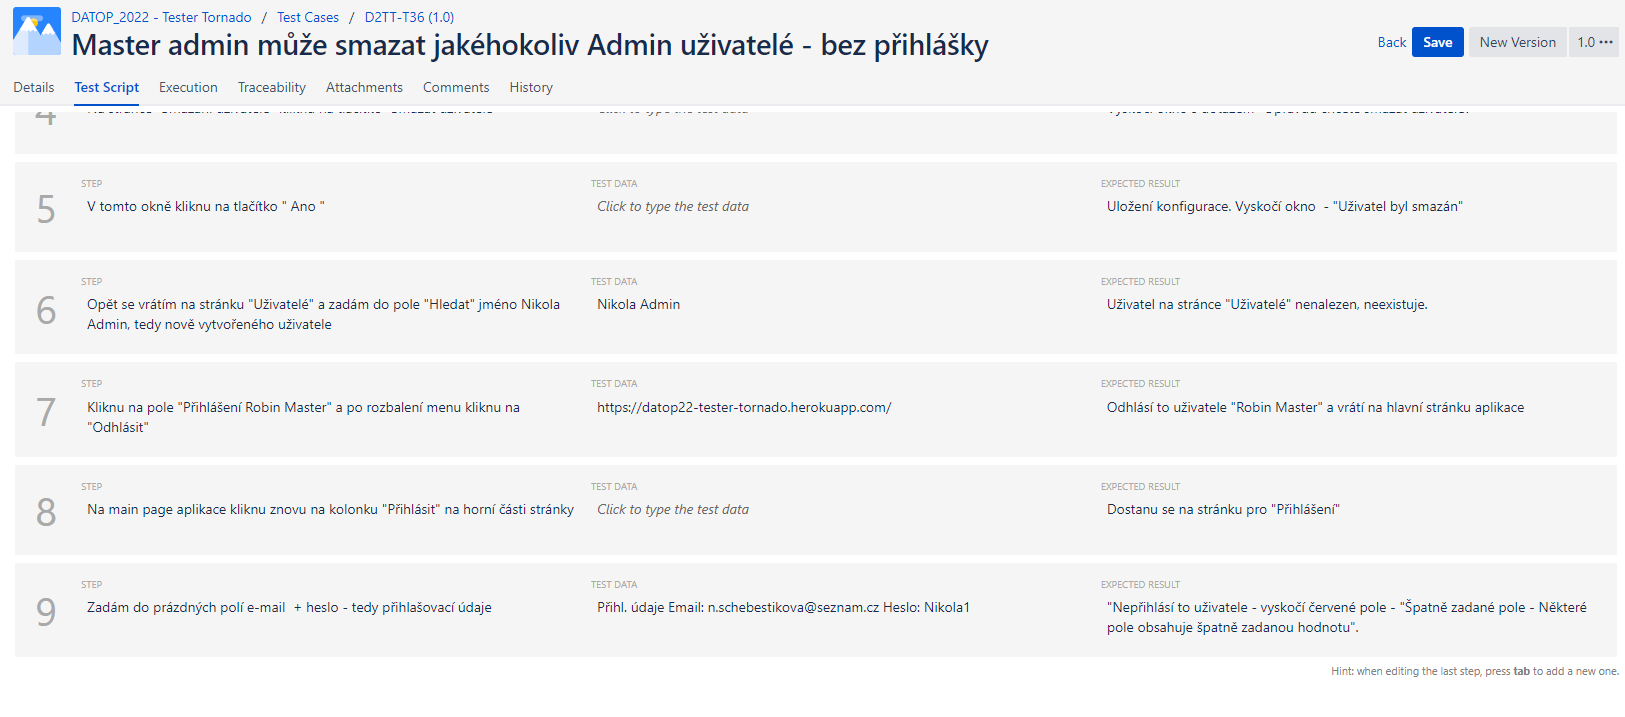 DATOP_2022 - Tester Tornado / Test Cases / D2TT-T36 (1.0)
Master admin může smazat jakéhokoliv Admin uživatelé - bez přihlášky
Back Save New Version 1.0 •••
Details Test Script Execution Traceability Attachments Comments History
4
STEP TEST DATA EXPECTED RESULT
5 V tomto okně kliknu na tlačítko " Ano " Click to type the test data Uložení konfigurace. Vyskočí okno - "Uživatel byl smazán"
STEP TEST DATA EXPECTED RESULT
6 Opět se vrátím na stránku "Uživatelé" a zadám do pole "Hledat" jméno Nikola Nikola Admin Uživatel na stránce "Uživatelé" nenalezen, neexistuje.
Admin, tedy nově vytvořeného uživatele
STEP TEST DATA EXPECTED RESULT
7 Kliknu na pole "Přihlášení Robin Master" a po rozbalení menu kliknu na https://datop22-tester-tornado.herokuapp.com/ Odhlásí to uživatele "Robin Master" a vrátí na hlavní stránku aplikace
"Odhlásit"
STEP TEST DATA EXPECTED RESULT
8 Na main page aplikace kliknu znovu na kolonku "Přihlásit" na horní části stránky Click to type the test data Dostanu se na stránku pro "Přihlášení"
STEP TEST DATA EXPECTED RESULT
9 Zadám do prázdných polí e-mail + heslo - tedy přihlašovací údaje Přihl. údaje Email: n.schebestikova@seznam.cz Heslo: Nikola1 "Nepřihlásí to uživatele - vyskočí červené pole - "Špatně zadané pole - Některé
pole obsahuje špatně zadanou hodnotu".
Hint: when editing the last step, press tab to add a new one.